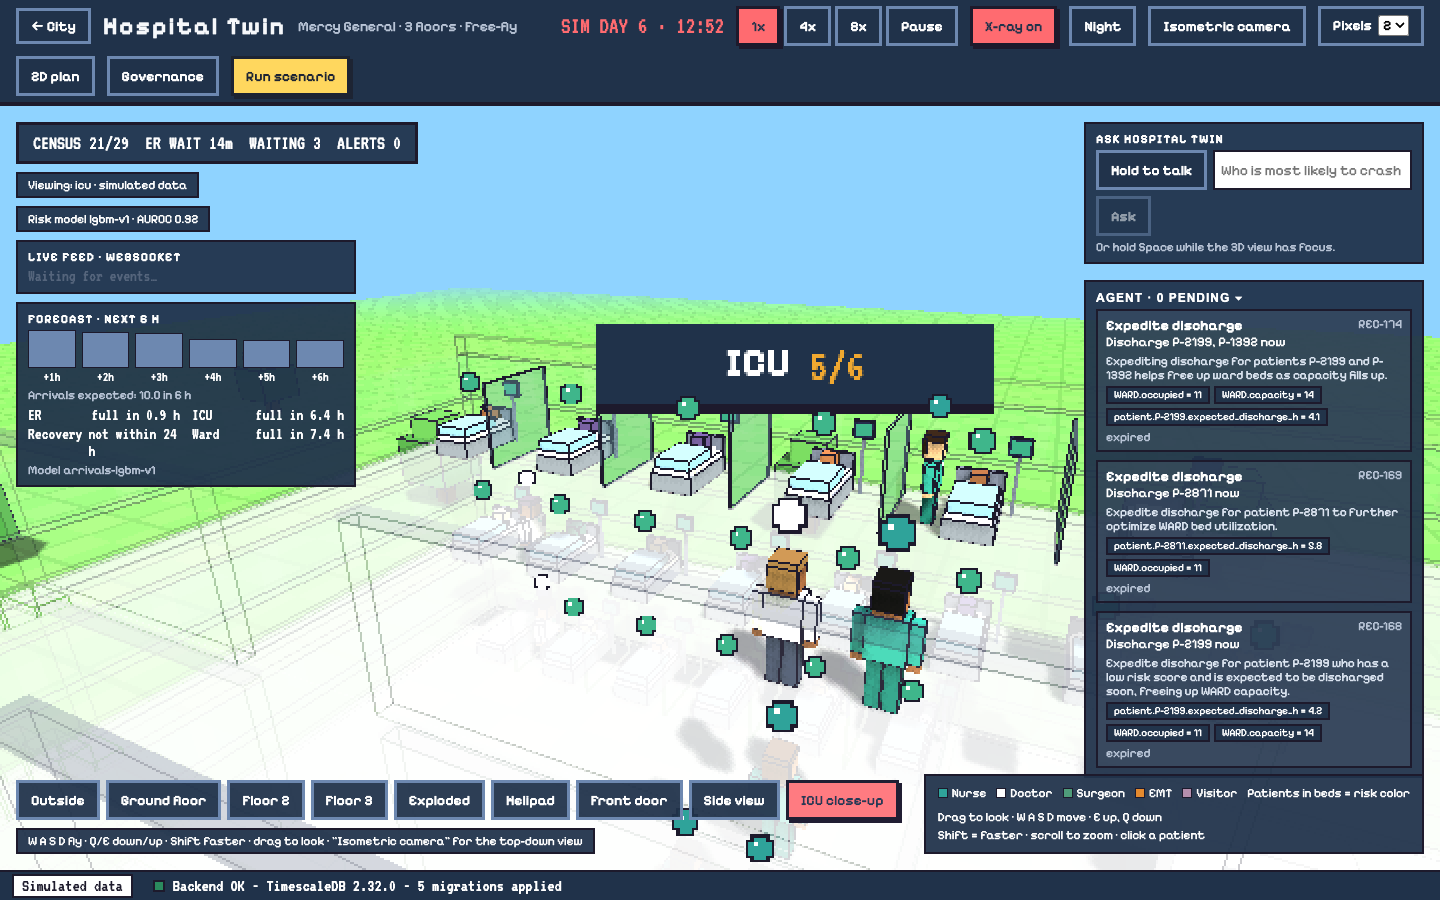 ← City
Hospital Twin
Mercy General · 3 floors · Free-fly
SIM DAY 6 · 12:52
1x
4x
8x
Pause
X-ray on
Night
Isometric camera
Pixels 2
2D plan
Governance
Run scenario
CENSUS 21/29 ER WAIT 14m WAITING 3 ALERTS 0
Viewing: icu · simulated data
Risk model lgbm-v1 · AUROC 0.92
LIVE FEED · WEBSOCKET
Waiting for events…
FORECAST · NEXT 6 H
+1h +2h +3h +4h +5h +6h
Arrivals expected: 10.0 in 6 h
ER full in 0.9 h ICU full in 6.4 h
Recovery not within 24 h Ward full in 7.4 h
Model arrivals-lgbm-v1
ICU 5/6
ASK HOSPITAL TWIN
Hold to talk
Who is most likely to crash
Ask
Or hold Space while the 3D view has focus.
AGENT · 0 PENDING
Expedite discharge REC-174
Discharge P-2199, P-1392 now
Expediting discharge for patients P-2199 and P-
1392 helps free up ward beds as capacity fills up.
WARD.occupied = 11 WARD.capacity = 14
patient.P-2199.expected_discharge_h = 4.1
expired
Expedite discharge REC-169
Discharge P-2871 now
Expedite discharge for patient P-2871 to further
optimize WARD bed utilization.
patient.P-2871.expected_discharge_h = 5.8
WARD.occupied = 11
expired
Expedite discharge REC-168
Discharge P-2199 now
Expedite discharge for patient P-2199 who has a
low risk score and is expected to be discharged
soon, freeing up WARD capacity.
patient.P-2199.expected_discharge_h = 4.2
WARD.occupied = 11 WARD.capacity = 14
expired
Outside
Ground floor
Floor 2
Floor 3
Exploded
Helipad
Front door
Side view
ICU close-up
W A S D fly · Q/E down/up · Shift faster · drag to look · "Isometric camera" for the top-down view
Nurse Doctor Surgeon EMT Visitor Patients in beds = risk color
Drag to look · W A S D move · E up, Q down
Shift = faster · scroll to zoom · click a patient
Simulated data
Backend OK - TimescaleDB 2.32.0 - 5 migrations applied